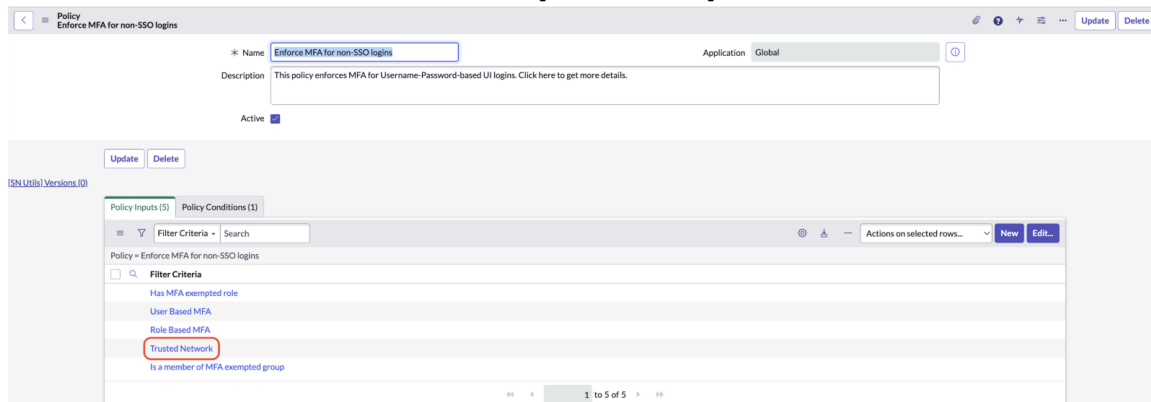 Policy
Enforce MFA for non-SSO logins
Update Delete
* Name Enforce MFA for non-SSO logins Application Global
Description This policy enforces MFA for Username-Password-based UI logins. Click here to get more details.
Active
Update Delete
[SN Utils] Versions (0)
Policy Inputs (5) Policy Conditions (1)
Filter Criteria Search Actions on selected rows... New Edit...
Policy = Enforce MFA for non-SSO logins
Filter Criteria
Has MFA exempted role
User Based MFA
Role Based MFA
Trusted Network
Is a member of MFA exempted group
1 to 5 of 5